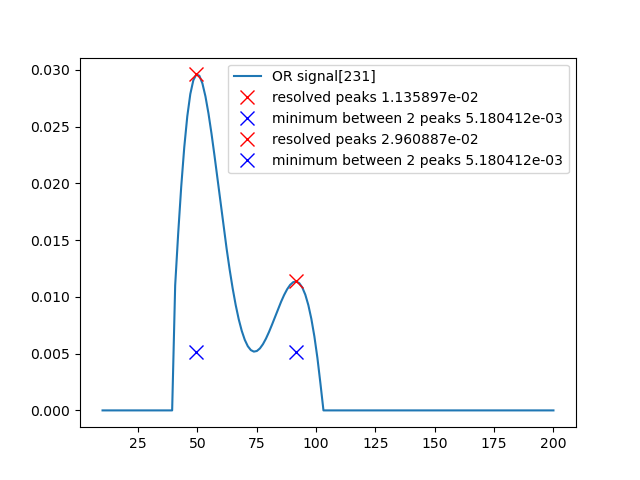 OR signal[231]
resolved peaks 1.135897e-02
minimum between 2 peaks 5.180412e-03
resolved peaks 2.960887e-02
minimum between 2 peaks 5.180412e-03
0.030
0.025
0.020
0.015
0.010
0.005
0.000
25 50 75 100 125 150 175 200